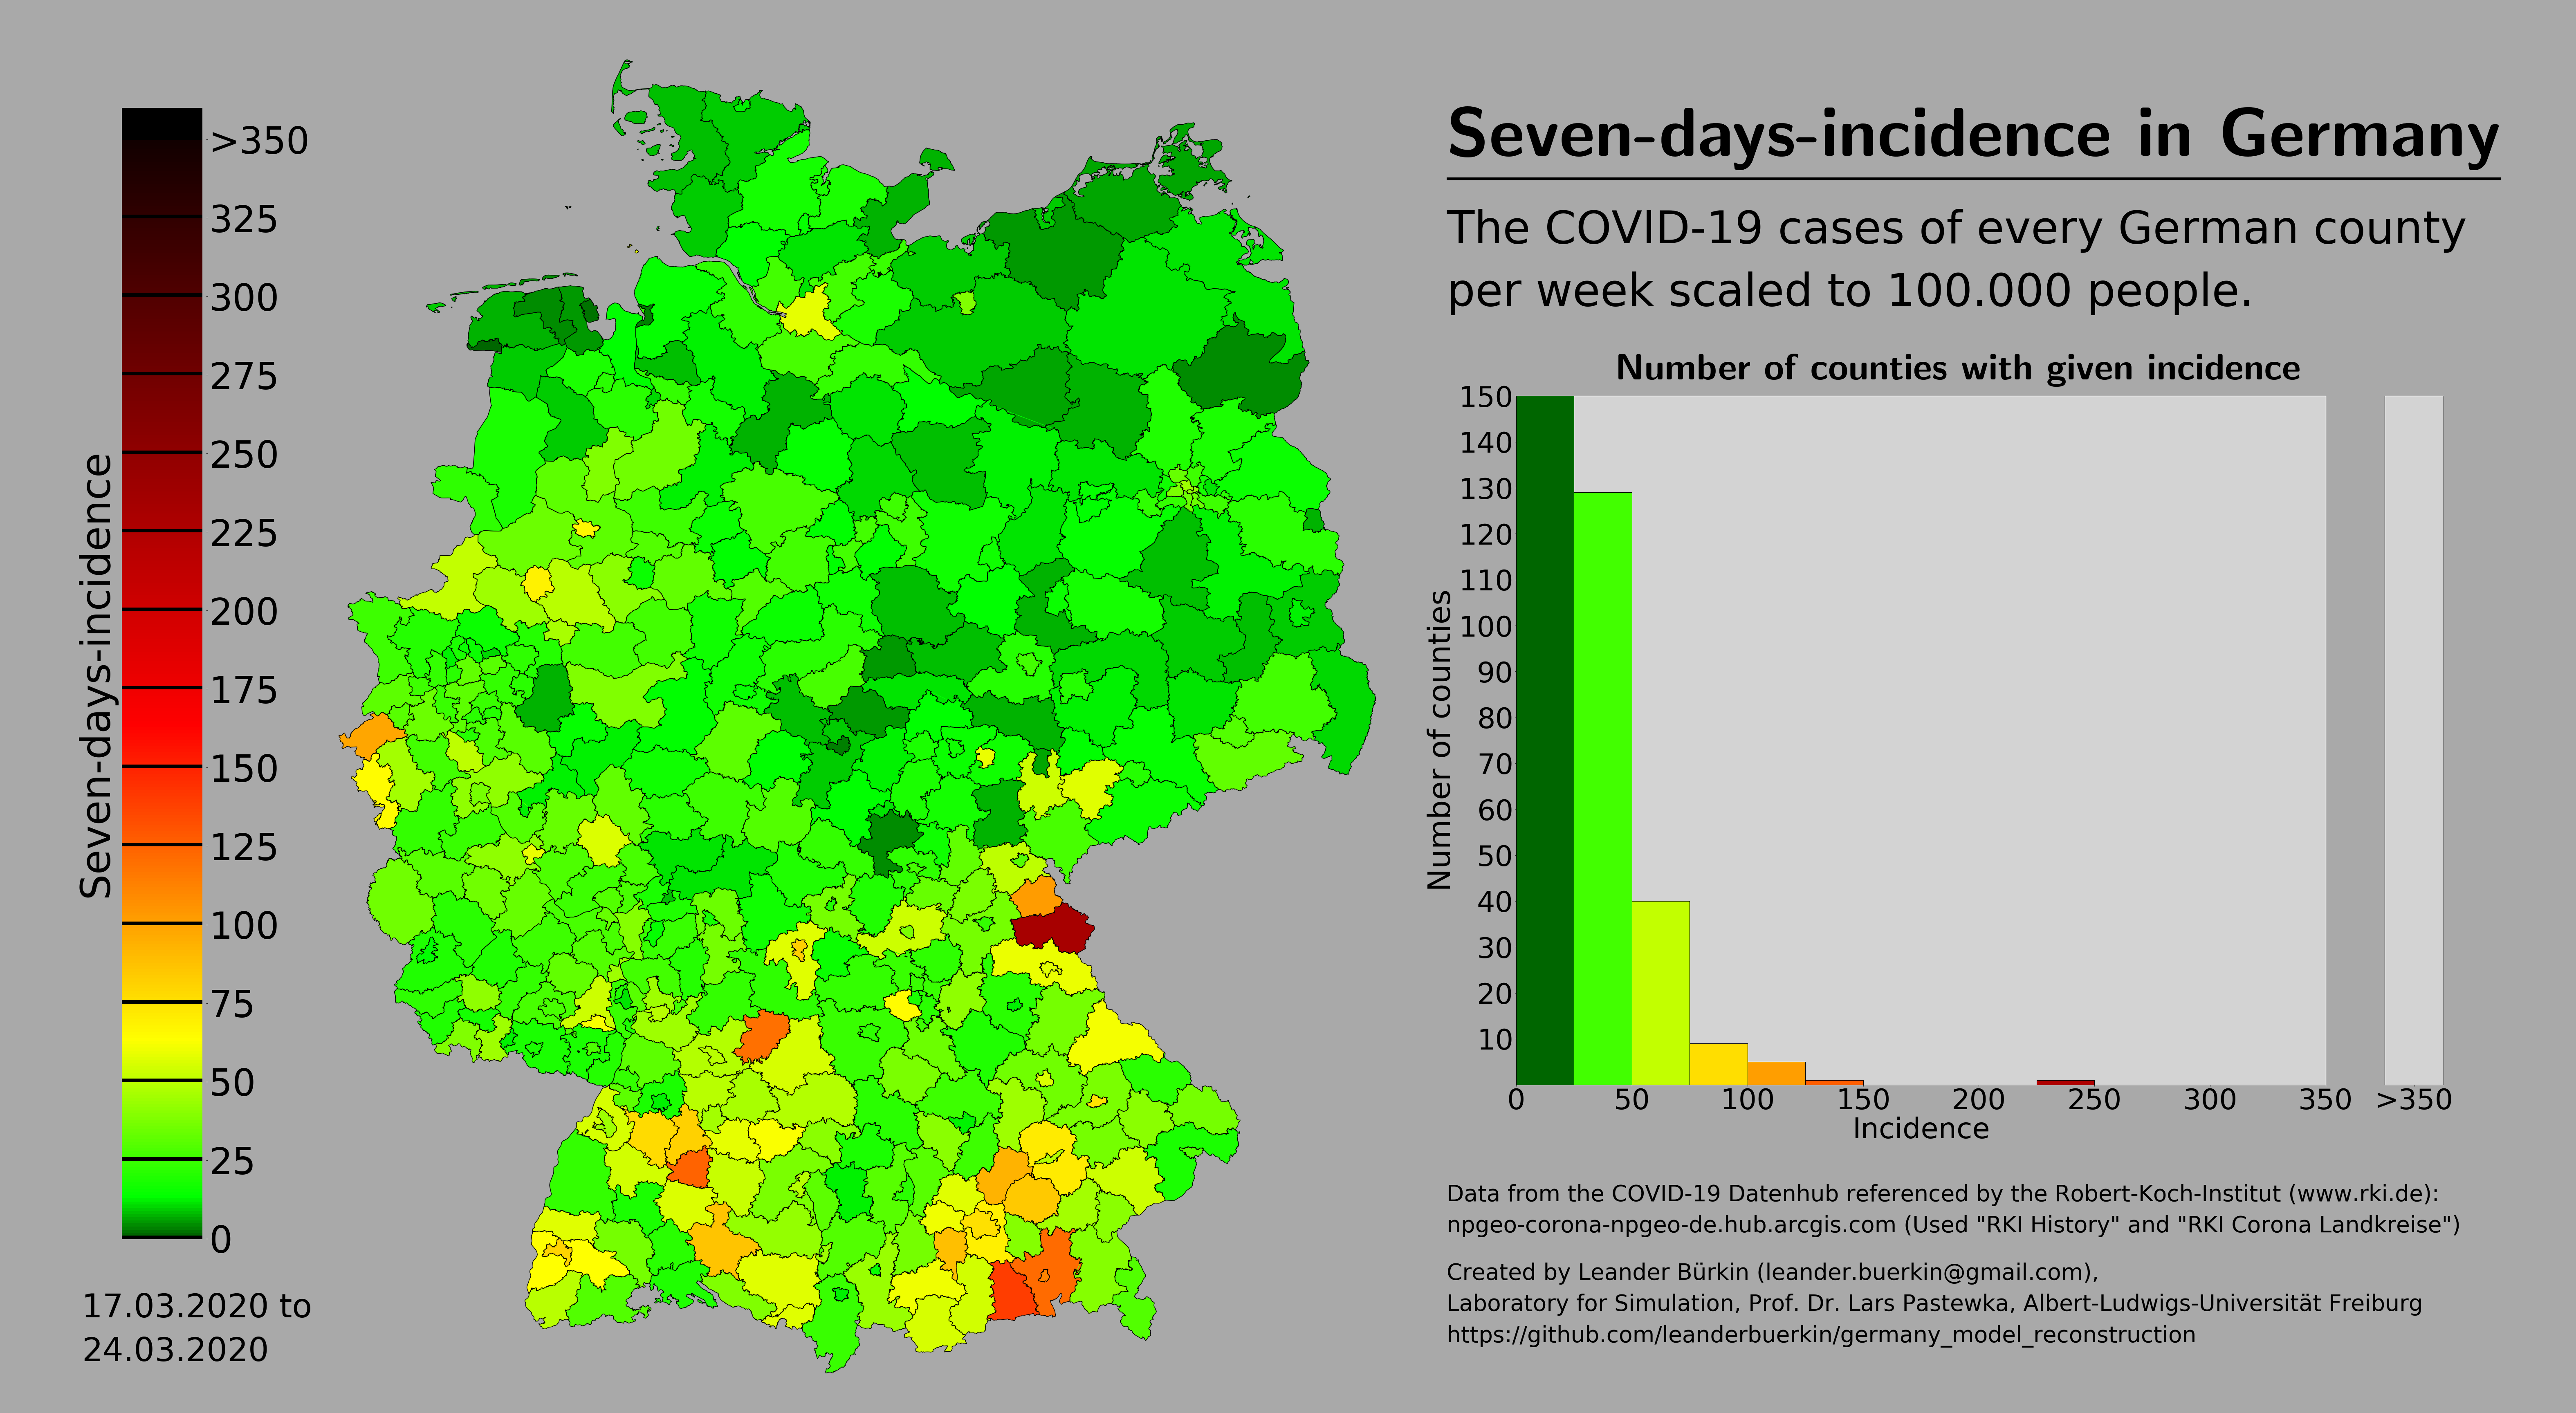 Seven-days-incidence in Germany
The COVID-19 cases of every German county
per week scaled to 100.000 people.
>350
325
300
275
250
225
200
175
150
125
100
75
50
25
0
Seven-days-incidence
17.03.2020 to
24.03.2020
Number of counties with given incidence
150
140
130
120
110
100
90
80
70
60
50
40
30
20
10
Number of counties
0 50 100 150 200 250 300 350 >350
Incidence
Data from the COVID-19 Datenhub referenced by the Robert-Koch-Institut (www.rki.de):
npgeo-corona-npgeo-de.hub.arcgis.com (Used "RKI History" and "RKI Corona Landkreise")
Created by Leander Bürkin (leander.buerkin@gmail.com),
Laboratory for Simulation, Prof. Dr. Lars Pastewka, Albert-Ludwigs-Universität Freiburg
https://github.com/leanderbuerkin/germany_model_reconstruction